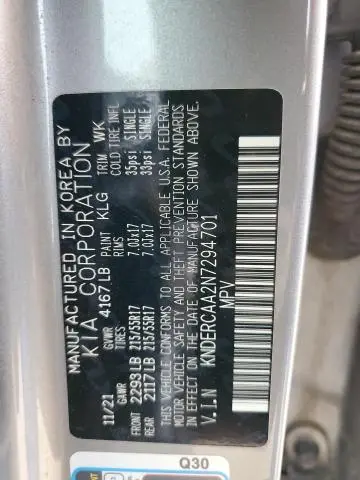 MANUFACTURED IN KOREA BY
KIA CORPORATION
11/21 GVWR 4167 LB PAINT KLG TRIM WK
GAWR TIRES RIMS COLD TIRE INFL.
FRONT 2293 LB 215/55R17 7.0JX17 35psi SINGLE
REAR 2117 LB 215/55R17 7.0JX17 33psi SINGLE
THIS VEHICLE CONFORMS TO ALL APPLICABLE U.S.A. FEDERAL
MOTOR VEHICLE SAFETY AND THEFT PREVENTION STANDARDS
IN EFFECT ON THE DATE OF MANUFACTURE SHOWN ABOVE.
V.I.N KNDERCAA2N7294701
MPV
Q30